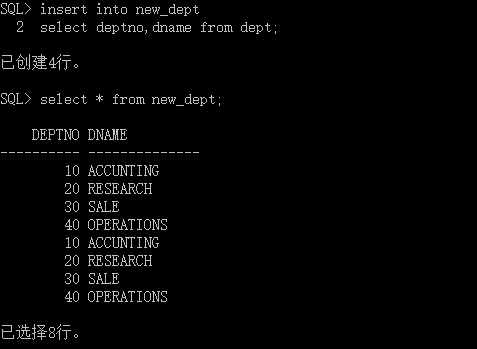 SQL> insert into new_dept
  2  select deptno,dname from dept;
已创建4行。
SQL> select * from new_dept;
    DEPTNO DNAME
---------- --------------
        10 ACCUNTING
        20 RESEARCH
        30 SALE
        40 OPERATIONS
        10 ACCUNTING
        20 RESEARCH
        30 SALE
        40 OPERATIONS
已选择8行。